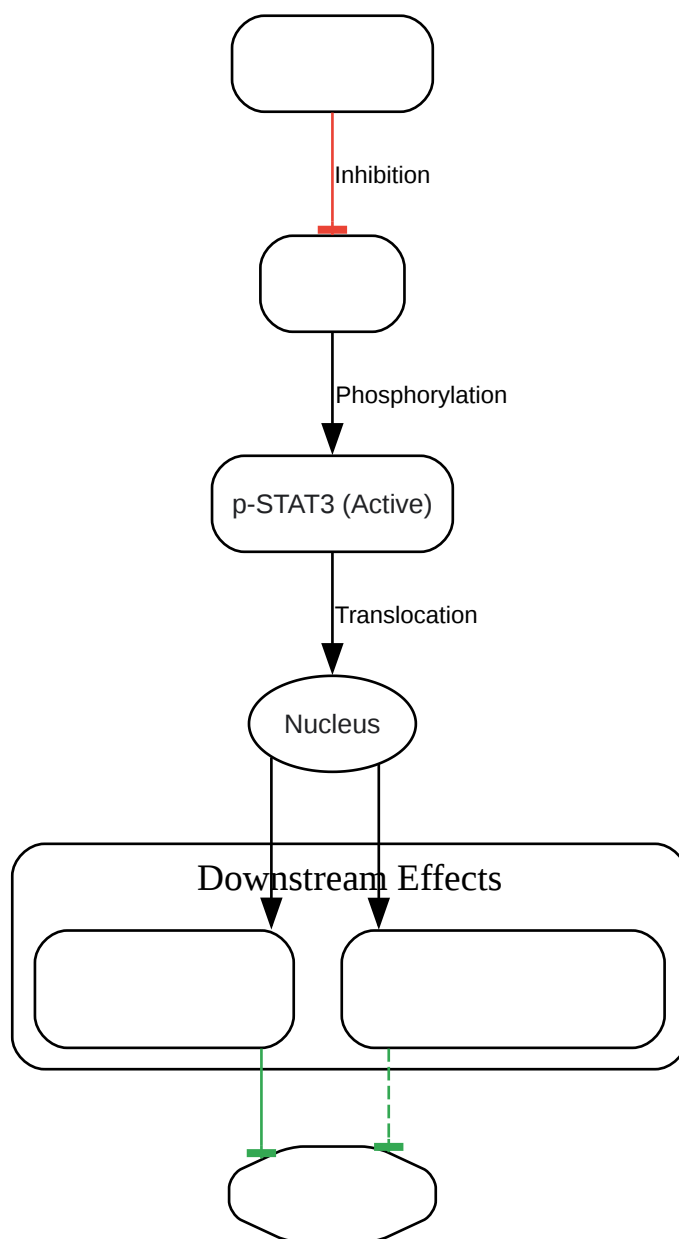 Inhibition
Phosphorylation
p-STAT3 (Active)
Translocation
Nucleus
Downstream Effects